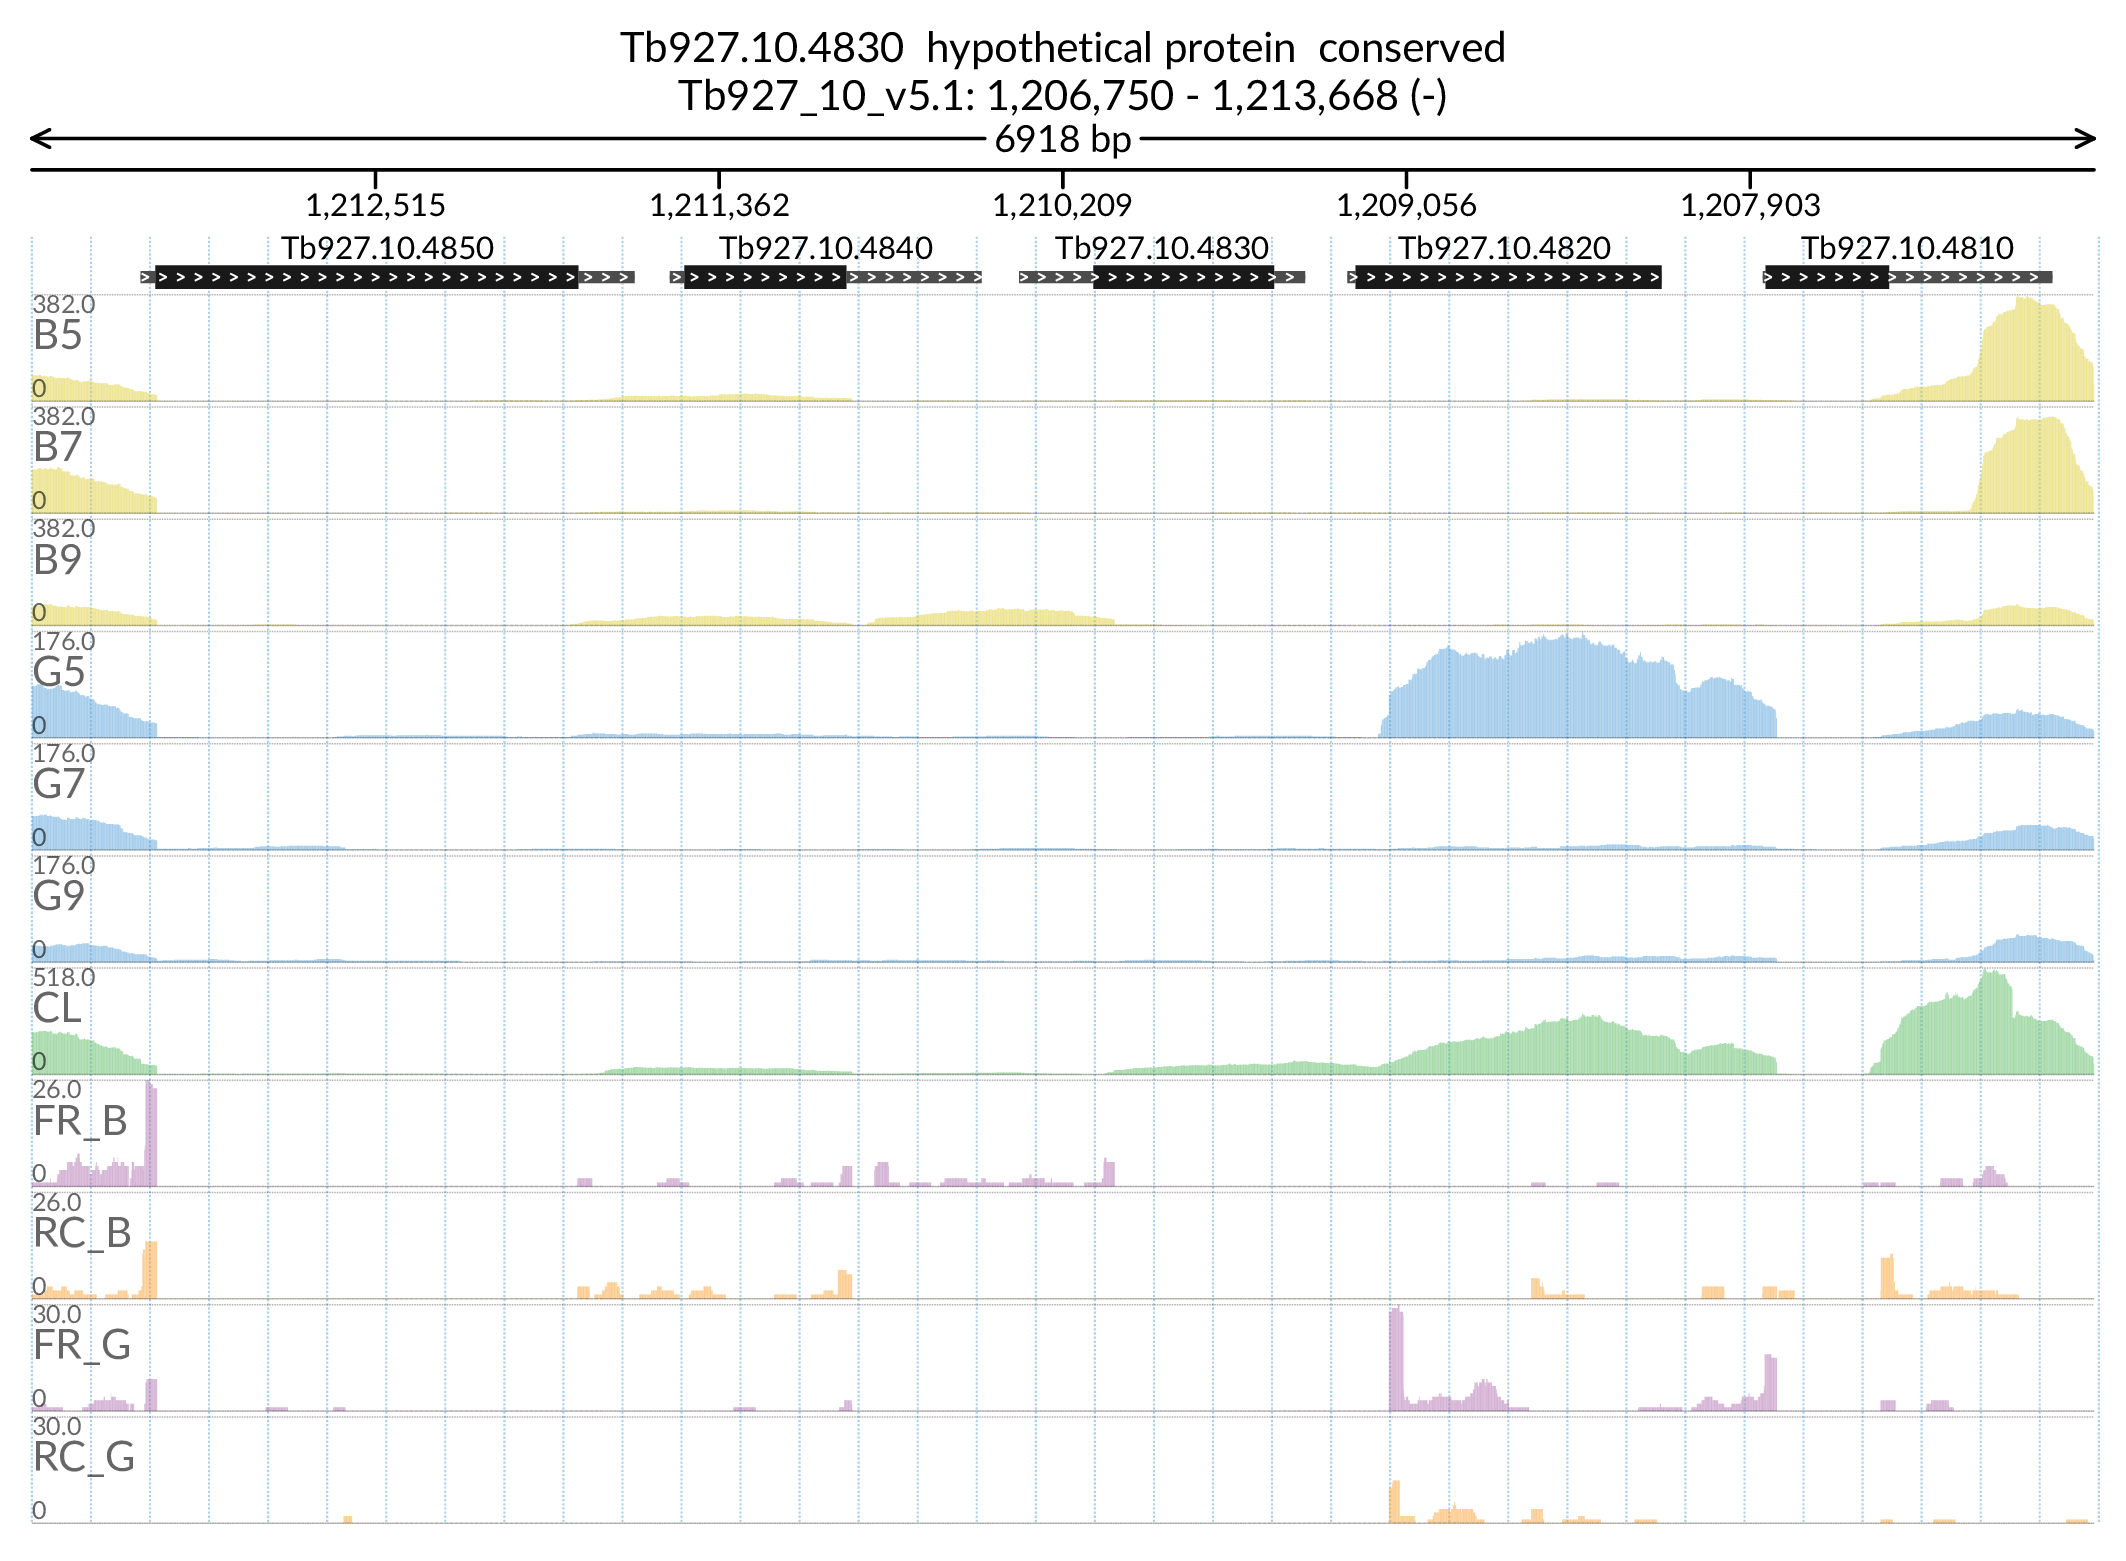 Tb927.10.4830  hypothetical protein  conserved
Tb927_10_v5.1: 1,206,750 - 1,213,668 (-)
6918 bp
1,212,515 1,211,362 1,210,209 1,209,056 1,207,903
Tb927.10.4850 Tb927.10.4840 Tb927.10.4830 Tb927.10.4820 Tb927.10.4810
382.0
B5
0
382.0
B7
0
382.0
B9
0
176.0
G5
0
176.0
G7
0
176.0
G9
0
518.0
CL
0
26.0
FR_B
0
26.0
RC_B
0
30.0
FR_G
0
30.0
RC_G
0